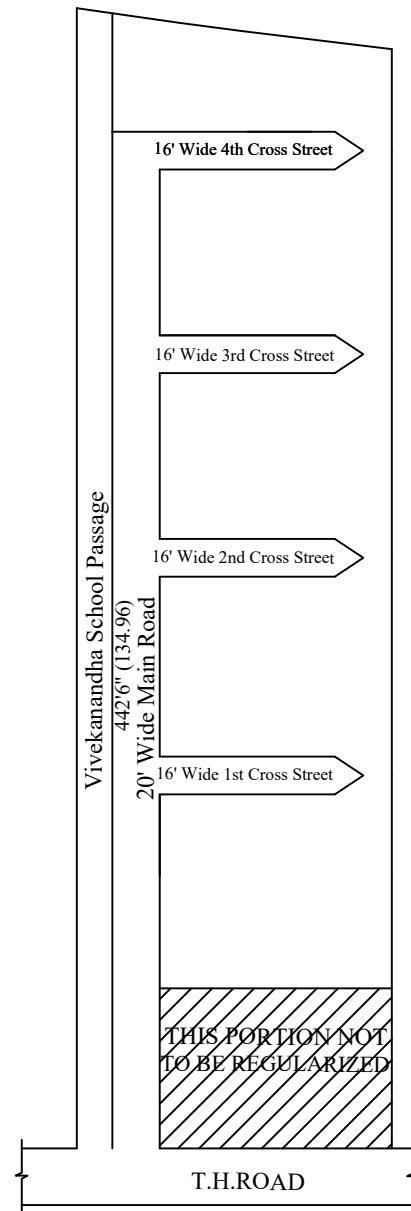 16' Wide 4th Cross Street
16' Wide 3rd Cross Street
16' Wide 2nd Cross Street
Vivekanandha School Passage
442'6" (134.96)
20' Wide Main Road
16' Wide 1st Cross Street
THIS PORTION NOT
TO BE REGULARIZED
T.H.ROAD